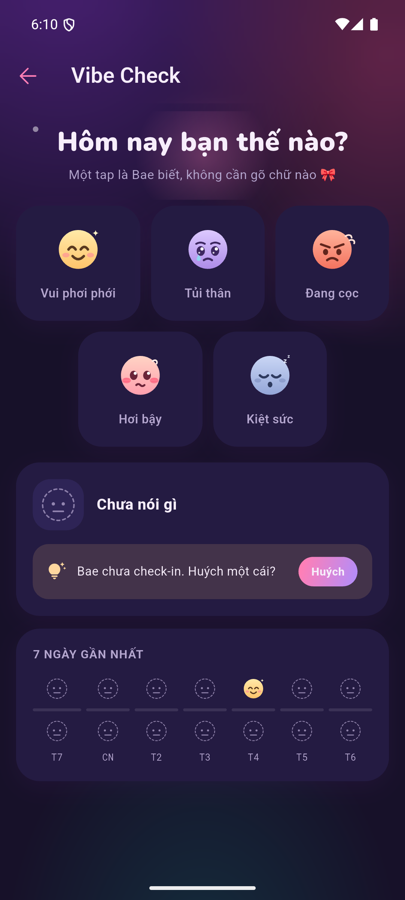 6:10
Vibe Check
Hôm nay bạn thế nào?
Một tap là Bae biết, không cần gõ chữ nào 🎀
Vui phơi phới
Tủi thân
Đang cọc
Hơi bậy
Kiệt sức
Chưa nói gì
Bae chưa check-in. Huých một cái?
Huých
7 NGÀY GẦN NHẤT
T7 CN T2 T3 T4 T5 T6